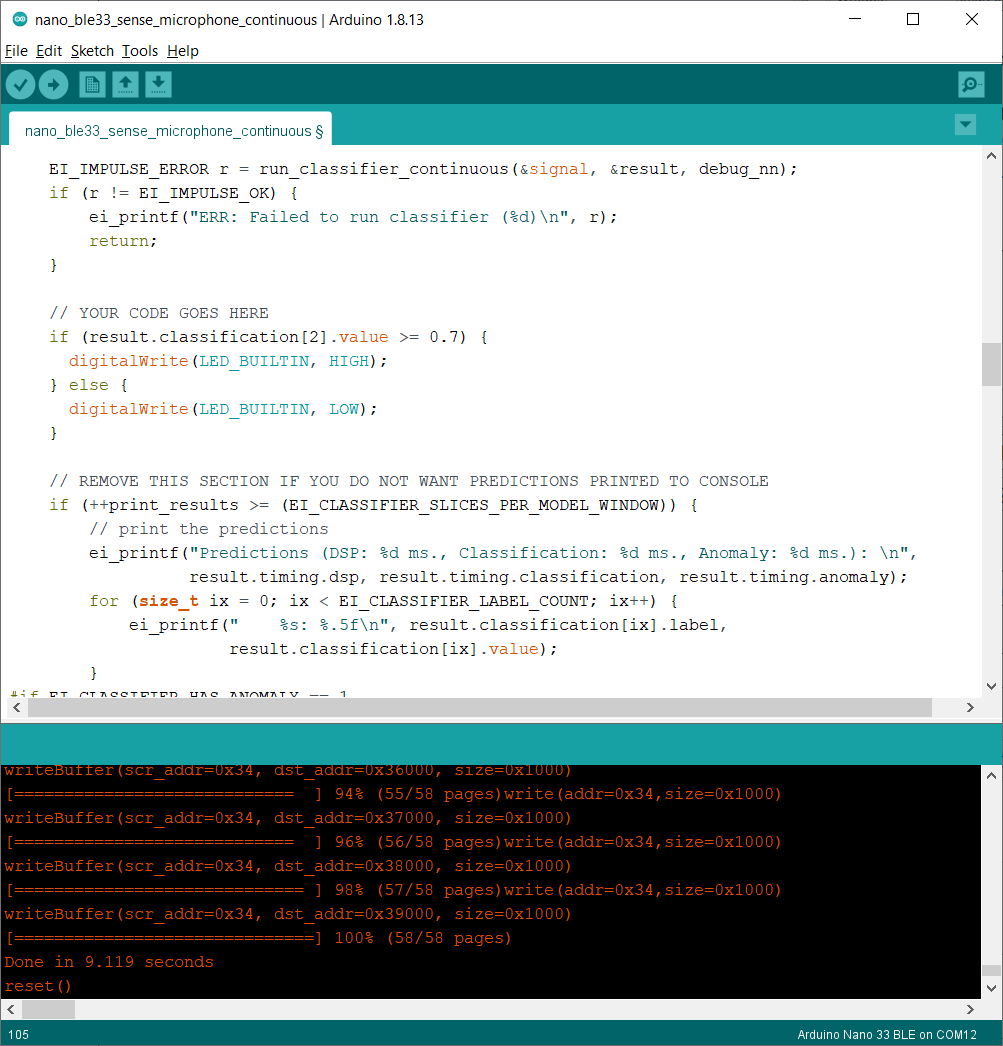 nano_ble33_sense_microphone_continuous | Arduino 1.8.13
File Edit Sketch Tools Help
nano_ble33_sense_microphone_continuous §
EI_IMPULSE_ERROR r = run_classifier_continuous(&signal, &result, debug_nn);
if (r != EI_IMPULSE_OK) {
ei_printf("ERR: Failed to run classifier (%d)\n", r);
return;
}
// YOUR CODE GOES HERE
if (result.classification[2].value >= 0.7) {
digitalWrite(LED_BUILTIN, HIGH);
} else {
digitalWrite(LED_BUILTIN, LOW);
}
// REMOVE THIS SECTION IF YOU DO NOT WANT PREDICTIONS PRINTED TO CONSOLE
if (++print_results >= (EI_CLASSIFIER_SLICES_PER_MODEL_WINDOW)) {
// print the predictions
ei_printf("Predictions (DSP: %d ms., Classification: %d ms., Anomaly: %d ms.): \n",
result.timing.dsp, result.timing.classification, result.timing.anomaly);
for (size_t ix = 0; ix < EI_CLASSIFIER_LABEL_COUNT; ix++) {
ei_printf("    %s: %.5f\n", result.classification[ix].label,
result.classification[ix].value);
}
#if EI_CLASSIFIER_HAS_ANOMALY == 1
writeBuffer(scr_addr=0x34, dst_addr=0x36000, size=0x1000)
[============================  ] 94% (55/58 pages)write(addr=0x34,size=0x1000)
writeBuffer(scr_addr=0x34, dst_addr=0x37000, size=0x1000)
[============================  ] 96% (56/58 pages)write(addr=0x34,size=0x1000)
writeBuffer(scr_addr=0x34, dst_addr=0x38000, size=0x1000)
[============================= ] 98% (57/58 pages)write(addr=0x34,size=0x1000)
writeBuffer(scr_addr=0x34, dst_addr=0x39000, size=0x1000)
[==============================] 100% (58/58 pages)
Done in 9.119 seconds
reset()
105
Arduino Nano 33 BLE on COM12